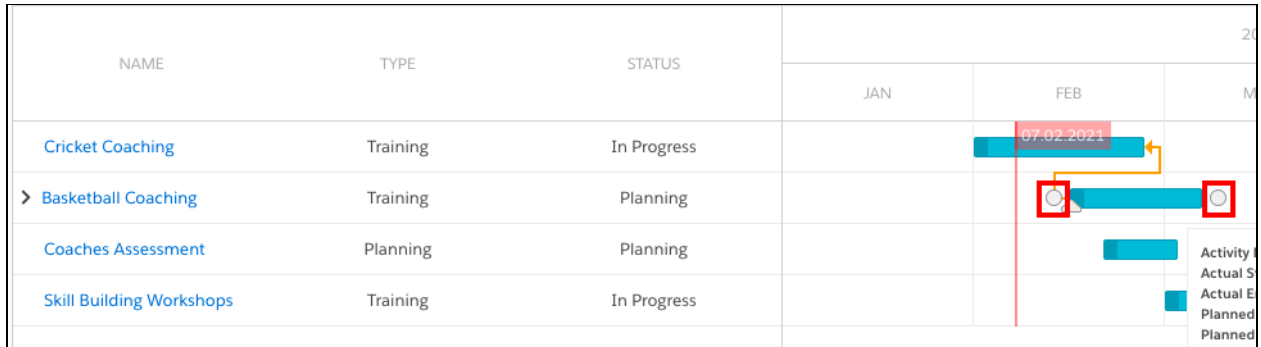 20
NAME TYPE STATUS
JAN FEB M
07.02.2021
Cricket Coaching Training In Progress
Basketball Coaching Training Planning
Coaches Assessment Planning Planning
Activity
Actual S
Skill Building Workshops Training In Progress
Actual E
Planned
Planned